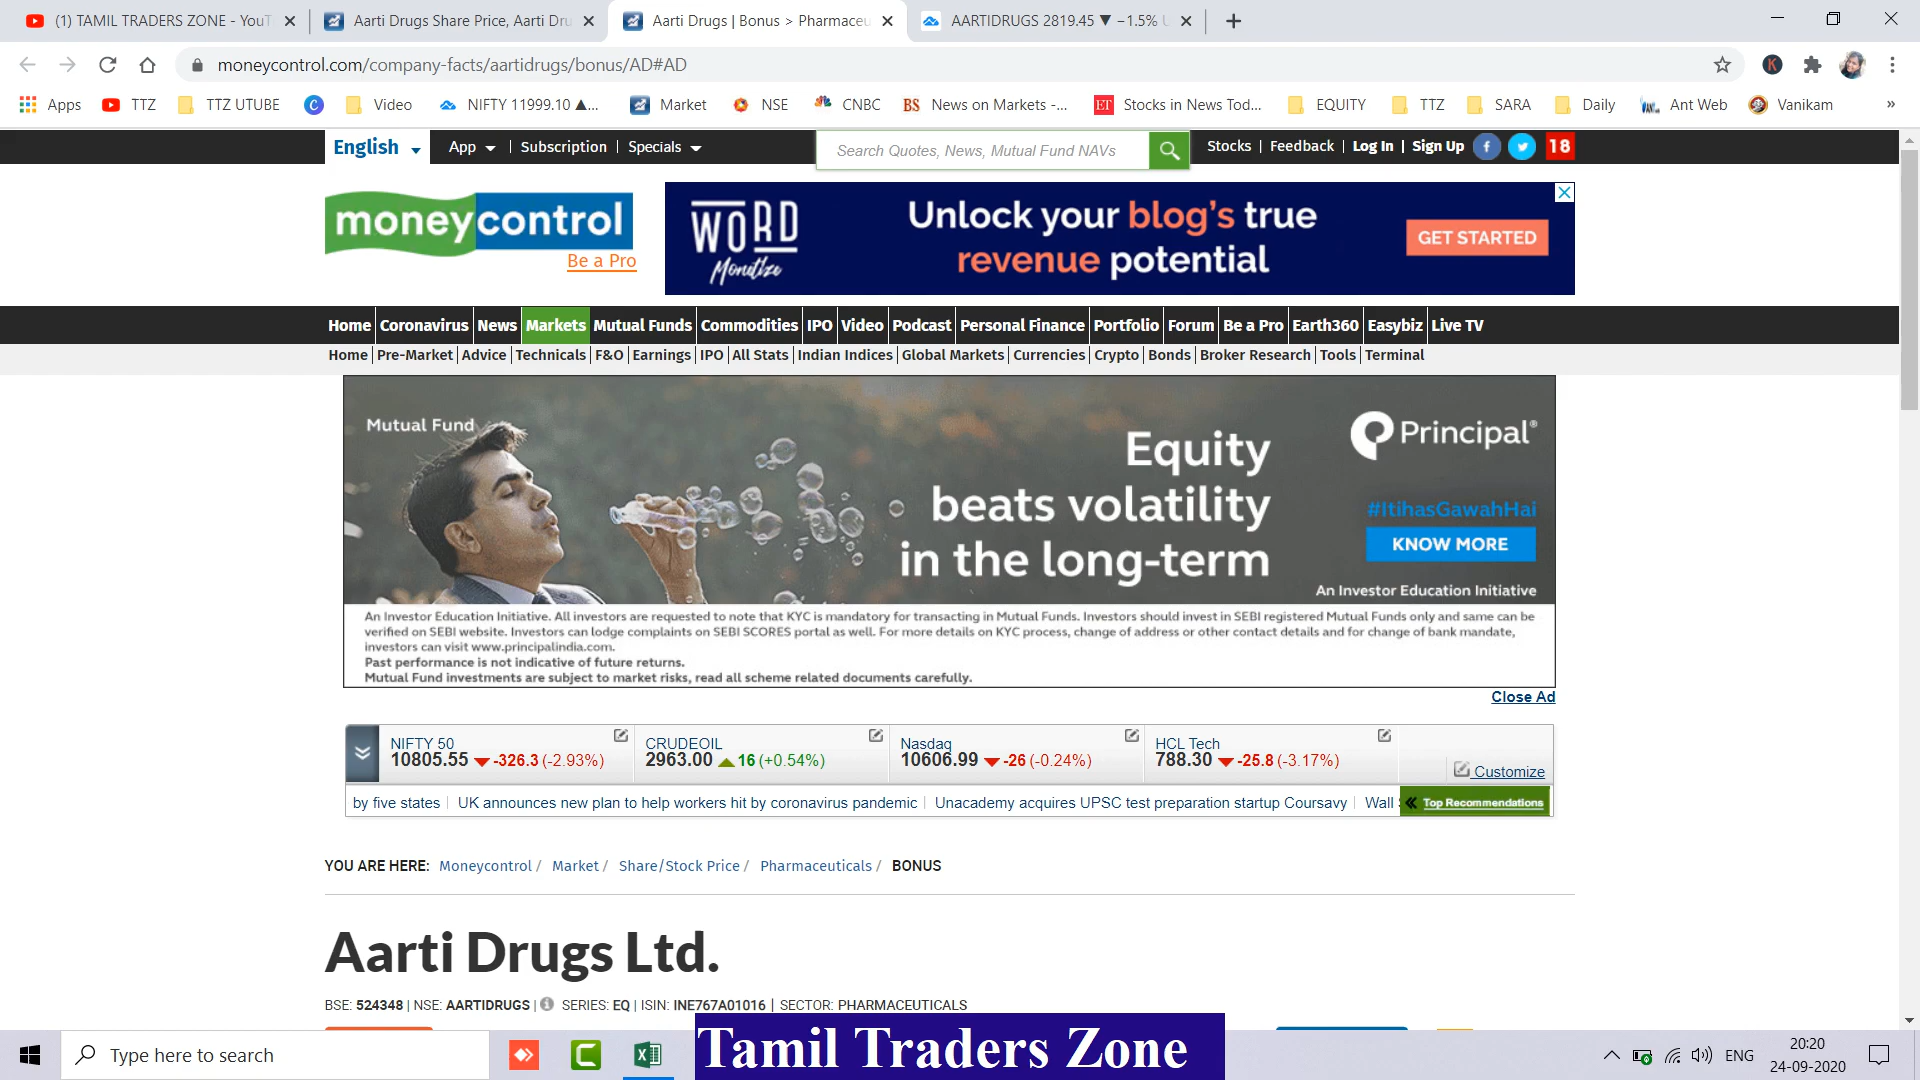 (1) TAMIL TRADERS ZONE - YouT
Aarti Drugs Share Price, Aarti Dru
Aarti Drugs | Bonus > Pharmaceu
AARTIDRUGS 2819.45 ▼ −1.5% U
moneycontrol.com/company-facts/aartidrugs/bonus/AD#AD
K
Apps TTZ TTZ UTUBE Video NIFTY 11999.10 ▲... Market NSE CNBC BS News on Markets -... ET Stocks in News Tod... EQUITY TTZ SARA Daily Ant Web Vanikam »
English App | Subscription | Specials
Search Quotes, News, Mutual Fund NAVs
Stocks | Feedback | Log In | Sign Up f 18
moneycontrol
Be a Pro
WORD
Monetize
Unlock your blog's true
revenue potential
GET STARTED
Home Coronavirus News Markets Mutual Funds Commodities IPO Video Podcast Personal Finance Portfolio Forum Be a Pro Earth360 Easybiz Live TV
Home Pre-Market Advice Technicals F&O Earnings IPO All Stats Indian Indices Global Markets Currencies Crypto Bonds Broker Research Tools Terminal
Mutual Fund
Equity
beats volatility
in the long-term
Principal®
#ItihasGawahHai
KNOW MORE
An Investor Education Initiative
An Investor Education Initiative. All investors are requested to note that KYC is mandatory for transacting in Mutual Funds. Investors should invest in SEBI registered Mutual Funds only and same can be
verified on SEBI website. Investors can lodge complaints on SEBI SCORES portal as well. For more details on KYC process, change of address or other contact details and for change of bank mandate,
investors can visit www.principalindia.com.
Past performance is not indicative of future returns.
Mutual Fund investments are subject to market risks, read all scheme related documents carefully.
Close Ad
NIFTY 50
10805.55 ▼ -326.3 (-2.93%)
CRUDEOIL
2963.00 ▲ 16 (+0.54%)
Nasdaq
10606.99 ▼ -26 (-0.24%)
HCL Tech
788.30 ▼ -25.8 (-3.17%)
Customize
by five states | UK announces new plan to help workers hit by coronavirus pandemic | Unacademy acquires UPSC test preparation startup Coursavy | Wall
« Top Recommendations
YOU ARE HERE: Moneycontrol / Market / Share/Stock Price / Pharmaceuticals / BONUS
Aarti Drugs Ltd.
BSE: 524348 | NSE: AARTIDRUGS | SERIES: EQ | ISIN: INE767A01016 | SECTOR: PHARMACEUTICALS
Type here to search
Tamil Traders Zone
ENG
20:20
24-09-2020